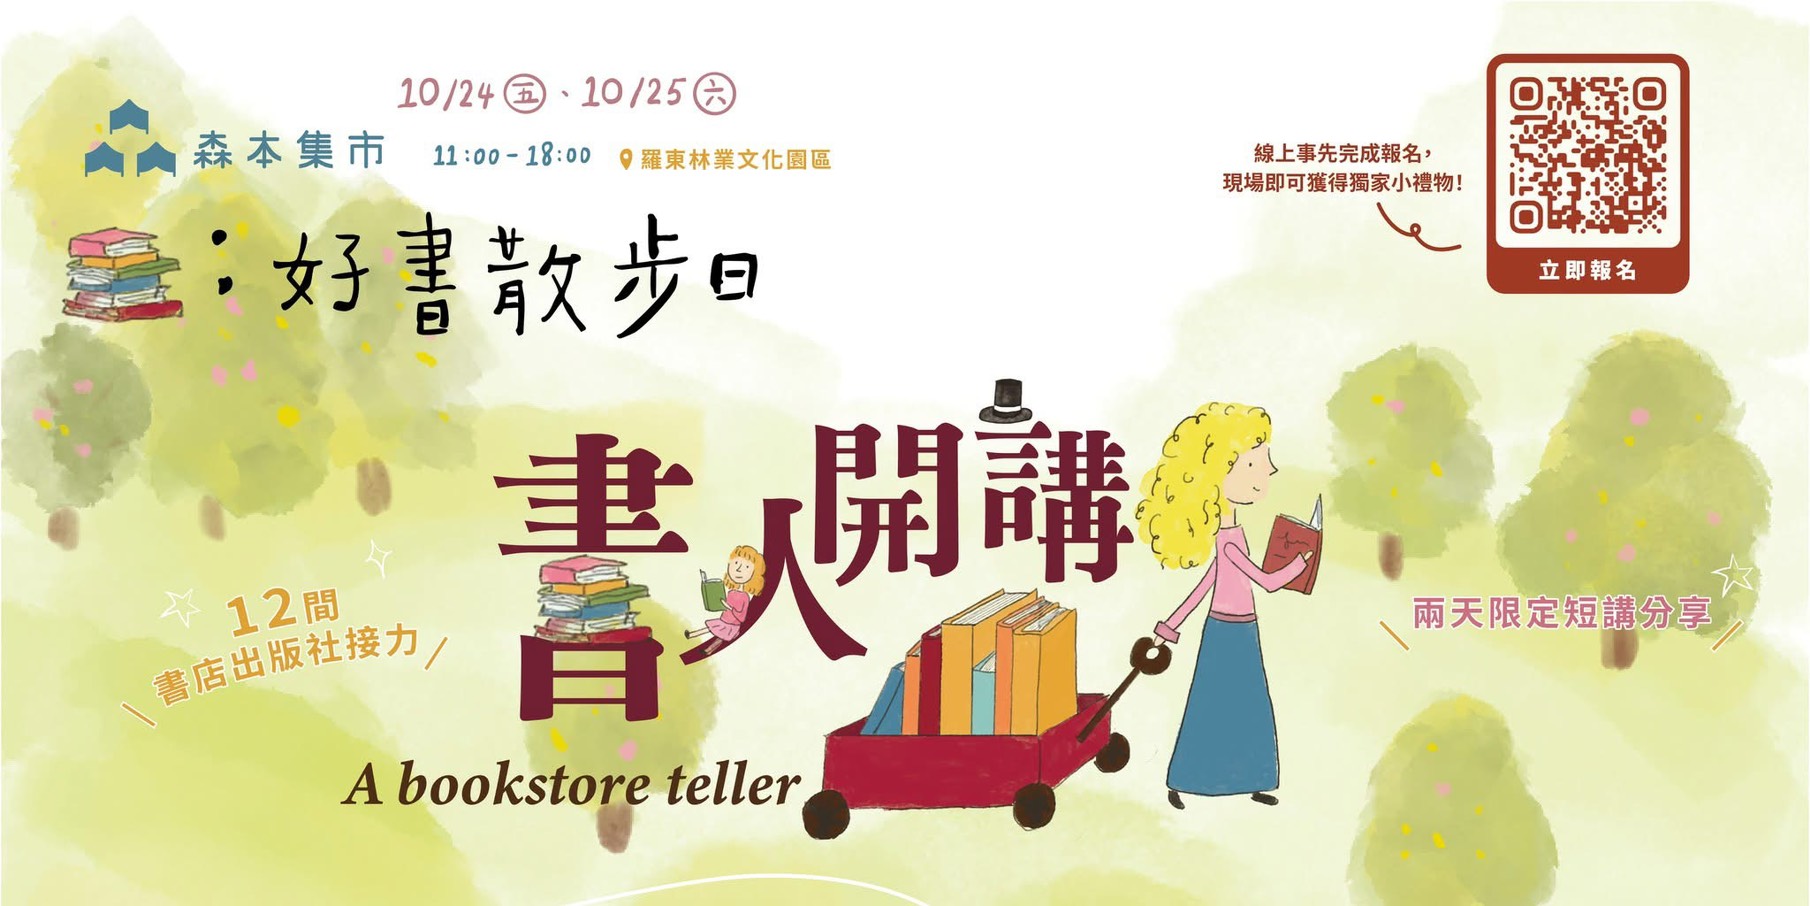 10/24 五、10/25 六
森本集市
11:00-18:00
羅東林業文化園區
：好書散步日
線上事先完成報名，
現場即可獲得獨家小禮物！
立即報名
書人開講
12間
書店出版社接力
兩天限定短講分享
A bookstore teller